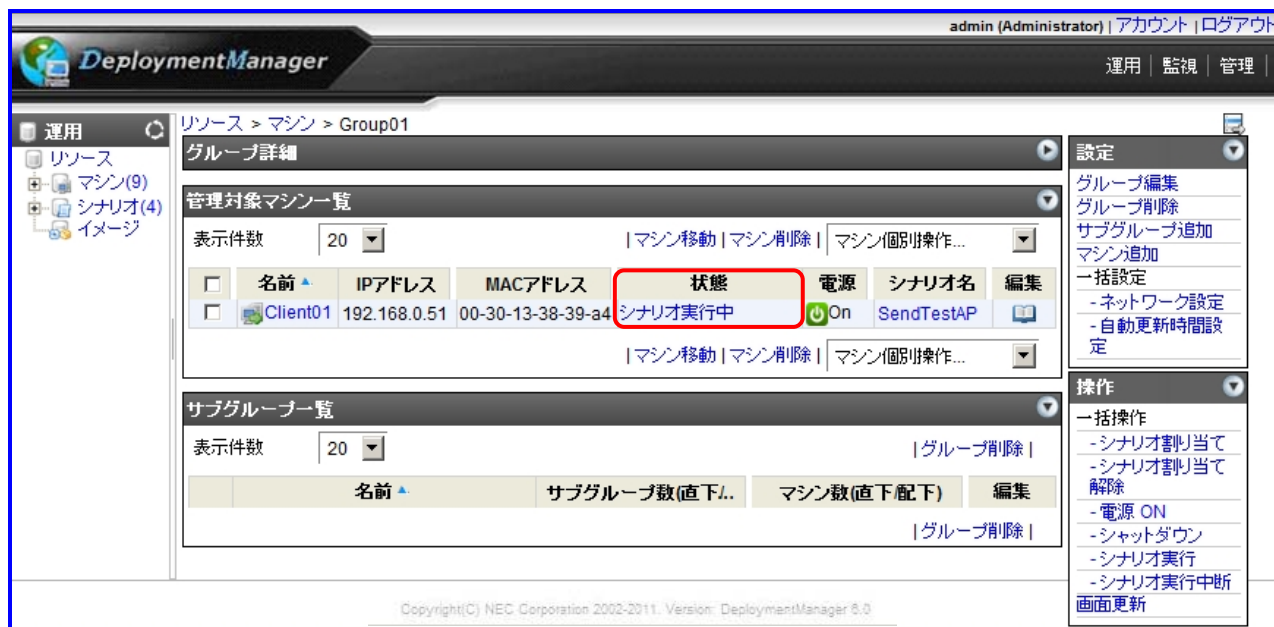 admin (Administrator) | アカウント | ログアウト
DeploymentManager
運用 | 監視 | 管理 |
運用
リソース
マシン(9)
シナリオ(4)
イメージ
リソース > マシン > Group01
グループ詳細
管理対象マシン一覧
表示件数 20 | マシン移動 | マシン削除 | マシン個別操作...
名前 IPアドレス MACアドレス 状態 電源 シナリオ名 編集
Client01 192.168.0.51 00-30-13-38-39-a4 シナリオ実行中 On SendTestAP
| マシン移動 | マシン削除 | マシン個別操作...
サブグループ一覧
表示件数 20 | グループ削除 |
名前 サブグループ数(直下/.. マシン数(直下/配下) 編集
| グループ削除 |
設定
グループ編集
グループ削除
サブグループ追加
マシン追加
一括設定
- ネットワーク設定
- 自動更新時間設
定
操作
一括操作
- シナリオ割り当て
- シナリオ割り当て
解除
- 電源 ON
- シャットダウン
- シナリオ実行
- シナリオ実行中断
画面更新
Copyright(C) NEC Corporation 2002-2011. Version: DeploymentManager 6.0